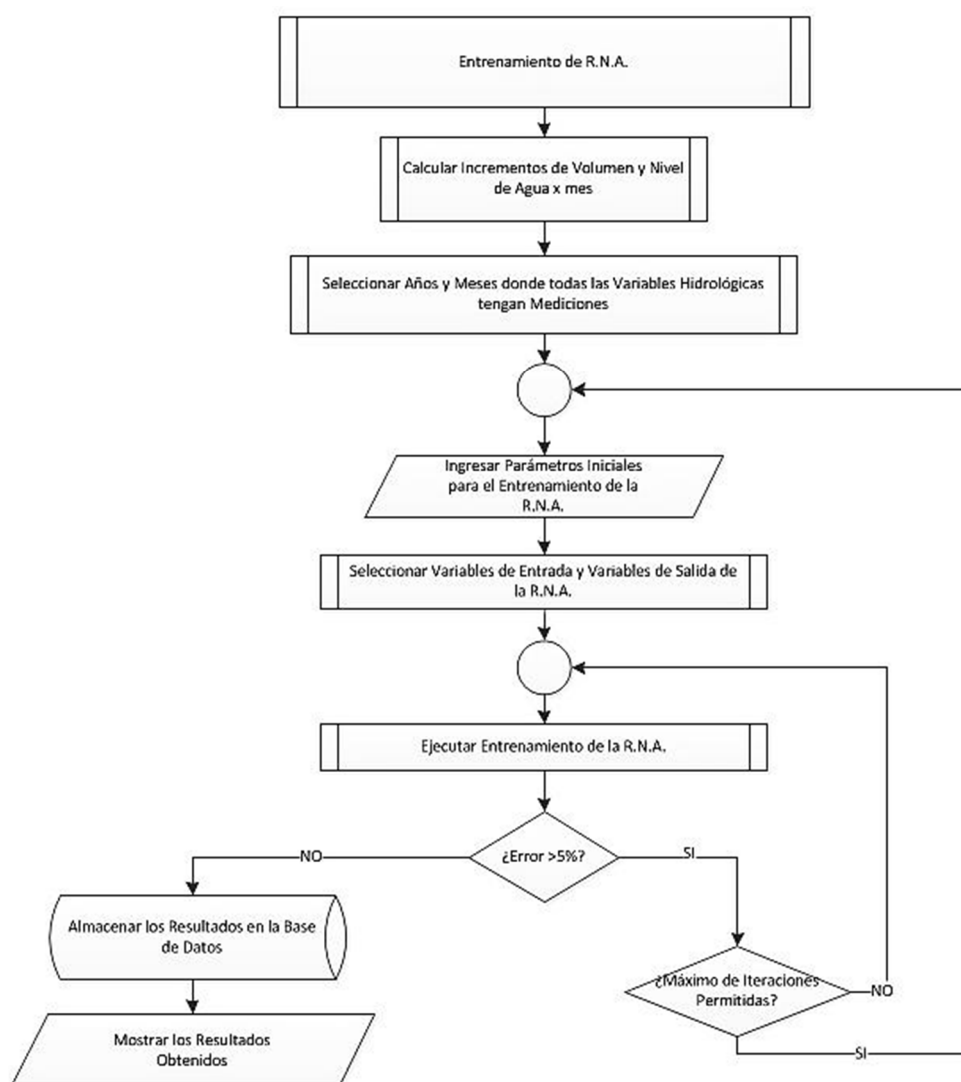 Entrenamiento de R.N.A.
Calcular Incrementos de Volumen y Nivel
de Agua x mes
Seleccionar Años y Meses donde todas las Variables Hidrológicas
tengan Mediciones
Ingresar Parámetros Iniciales
para el Entrenamiento de la
R.N.A.
Seleccionar Variables de Entrada y Variables de Salida de
la R.N.A.
Ejecutar Entrenamiento de la R.N.A.
NO
¿Error >5%?
SI
Almacenar los Resultados en la Base
de Datos
¿Máximo de Iteraciones
Permitidas?
NO
Mostrar los Resultados
Obtenidos
SI